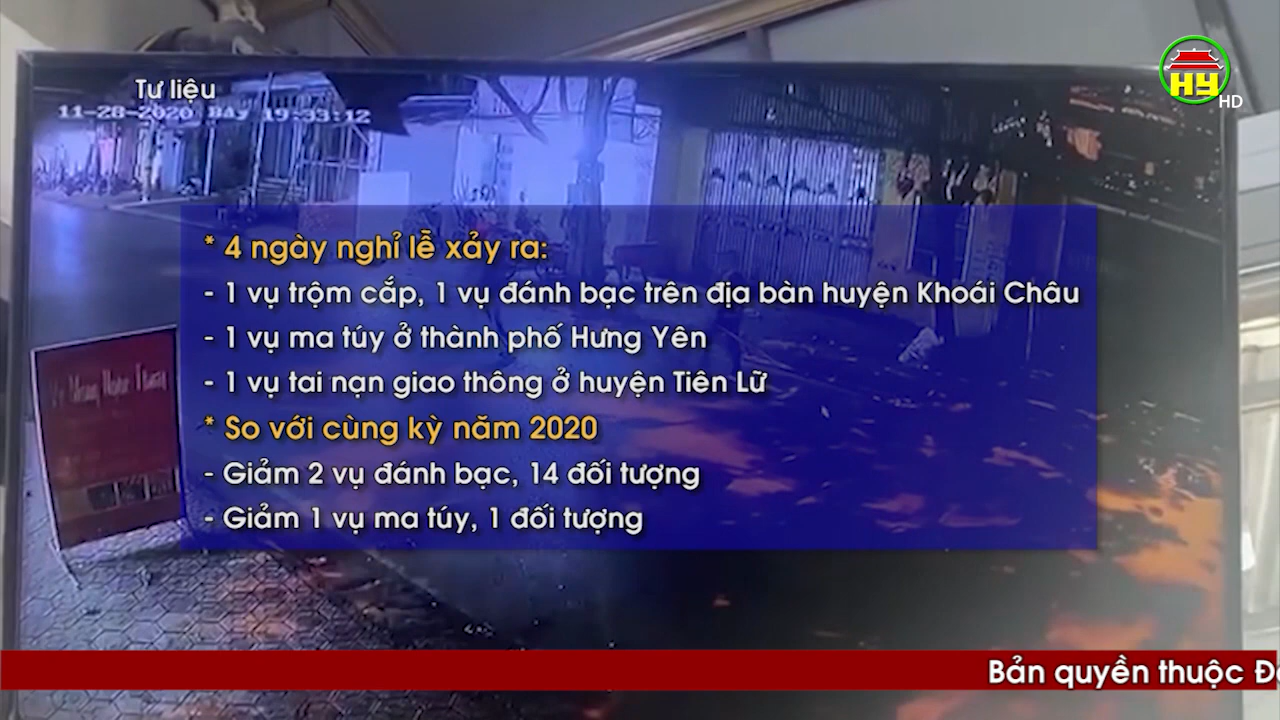 Tư liệu
11-28-2020 Bảy 19:33:12
HY
HD
* 4 ngày nghỉ lễ xảy ra:
- 1 vụ trộm cắp, 1 vụ đánh bạc trên địa bàn huyện Khoái Châu
- 1 vụ ma túy ở thành phố Hưng Yên
- 1 vụ tai nạn giao thông ở huyện Tiên Lữ
* So với cùng kỳ năm 2020
- Giảm 2 vụ đánh bạc, 14 đối tượng
- Giảm 1 vụ ma túy, 1 đối tượng
Bản quyền thuộc